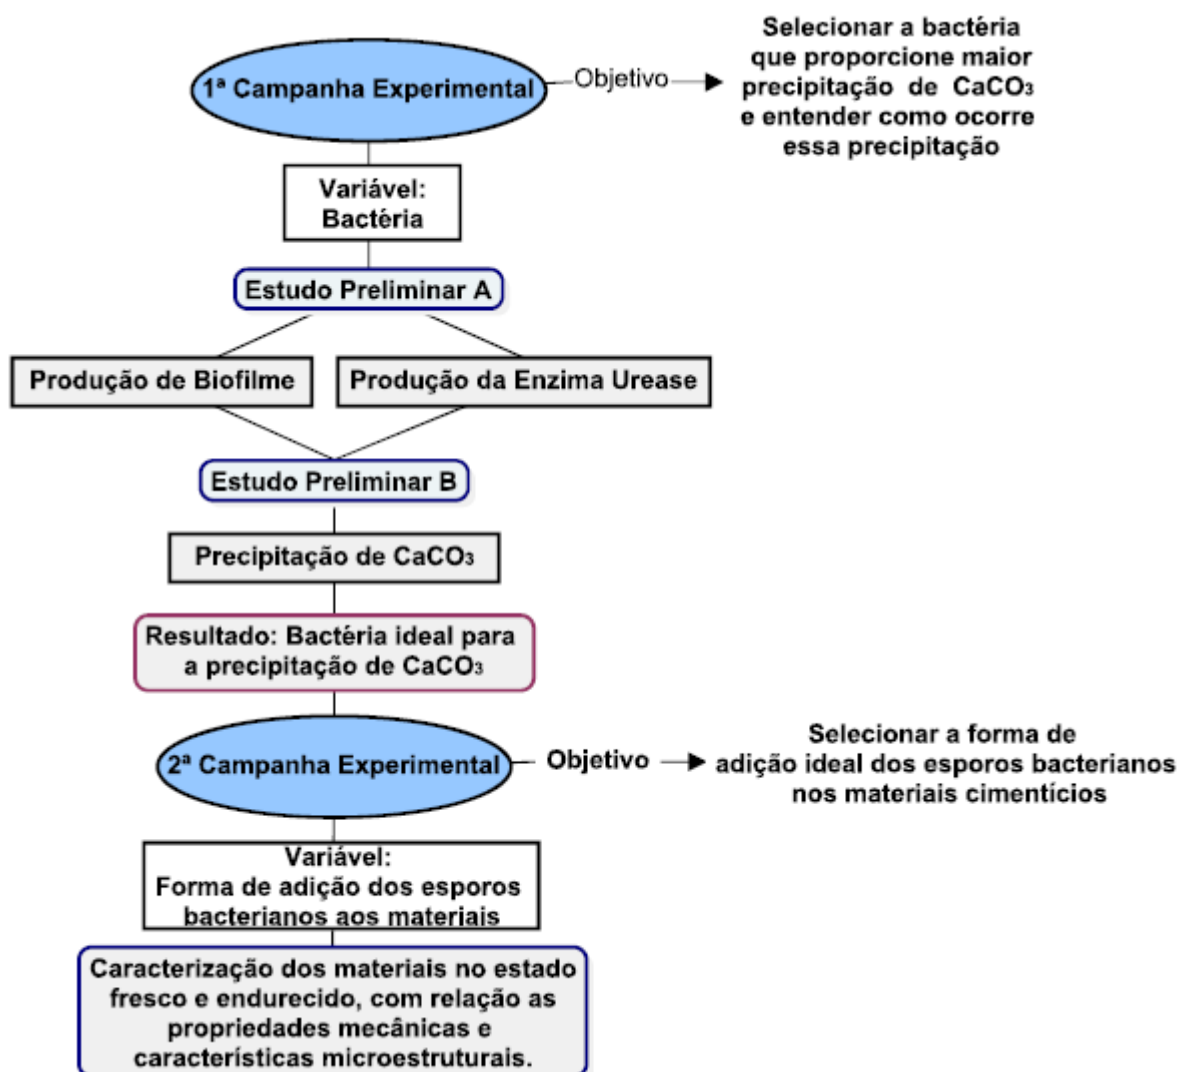 1ª Campanha Experimental
Objetivo
Selecionar a bactéria
que proporcione maior
precipitação de CaCO₃
e entender como ocorre
essa precipitação
Variável:
Bactéria
Estudo Preliminar A
Produção de Biofilme
Produção da Enzima Urease
Estudo Preliminar B
Precipitação de CaCO₃
Resultado: Bactéria ideal para
a precipitação de CaCO₃
2ª Campanha Experimental
Objetivo
Selecionar a forma de
adição ideal dos esporos bacterianos
nos materiais cimentícios
Variável:
Forma de adição dos esporos
bacterianos aos materiais
Caracterização dos materiais no estado
fresco e endurecido, com relação as
propriedades mecânicas e
características microestruturais.